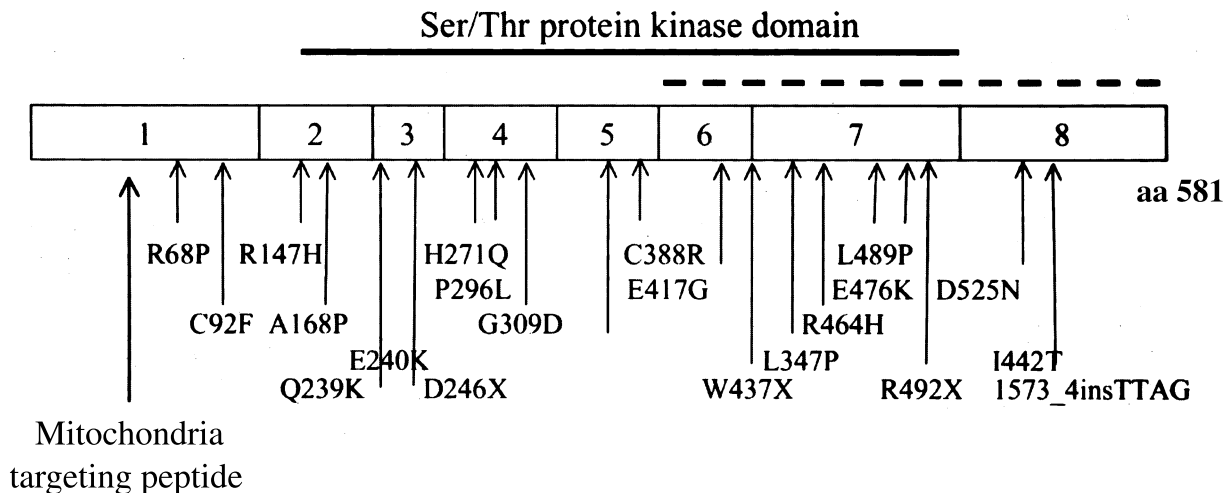 Ser/Thr protein kinase domain
1 2 3 4 5 6 7 8
aa 581
R68P R147H H271Q C388R L489P
P296L E417G E476K D525N
C92F A168P G309D R464H
E240K L347P I442T
Q239K D246X W437X R492X 1573_4insTTAG
Mitochondria
targeting peptide